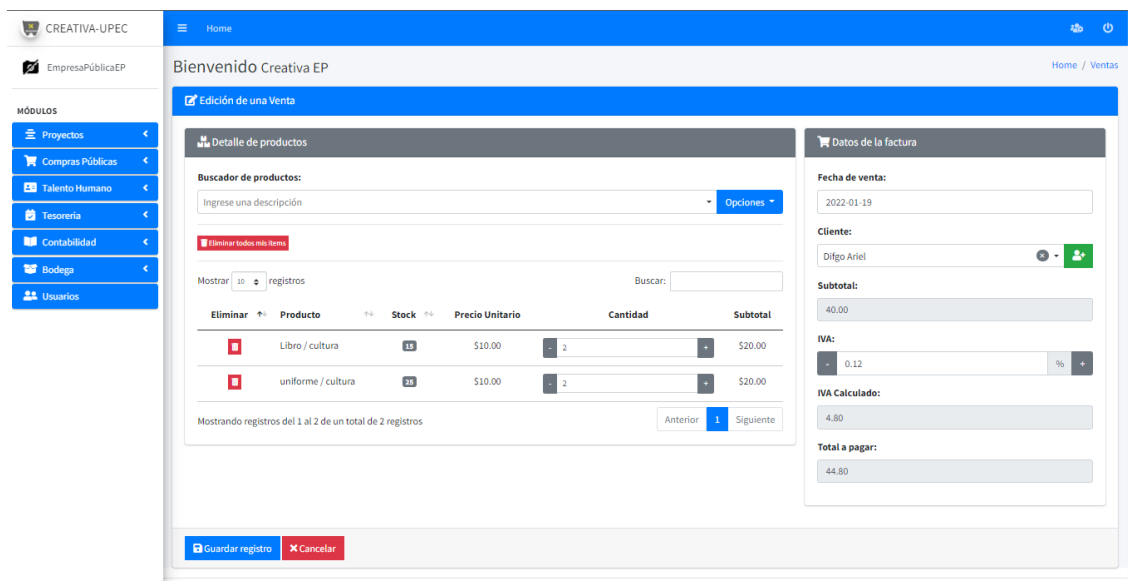 CREATIVA-UPEC
Home
EmpresaPúblicaEP
Bienvenido Creativa EP
Home / Ventas
MÓDULOS
Proyectos
Compras Públicas
Talento Humano
Tesoreria
Contabilidad
Bodega
Usuarios
Edición de una Venta
Detalle de productos
Buscador de productos:
Ingrese una descripción
Opciones
Eliminar todos mis items
Mostrar 10 registros
Buscar:
Eliminar Producto Stock Precio Unitario Cantidad Subtotal
Libro / cultura 15 $10.00 - 2 + $20.00
uniforme / cultura 25 $10.00 - 2 + $20.00
Mostrando registros del 1 al 2 de un total de 2 registros
Anterior 1 Siguiente
Datos de la factura
Fecha de venta:
2022-01-19
Cliente:
Difgo Ariel
Subtotal:
40.00
IVA:
- 0.12 % +
IVA Calculado:
4.80
Total a pagar:
44.80
Guardar registro
Cancelar